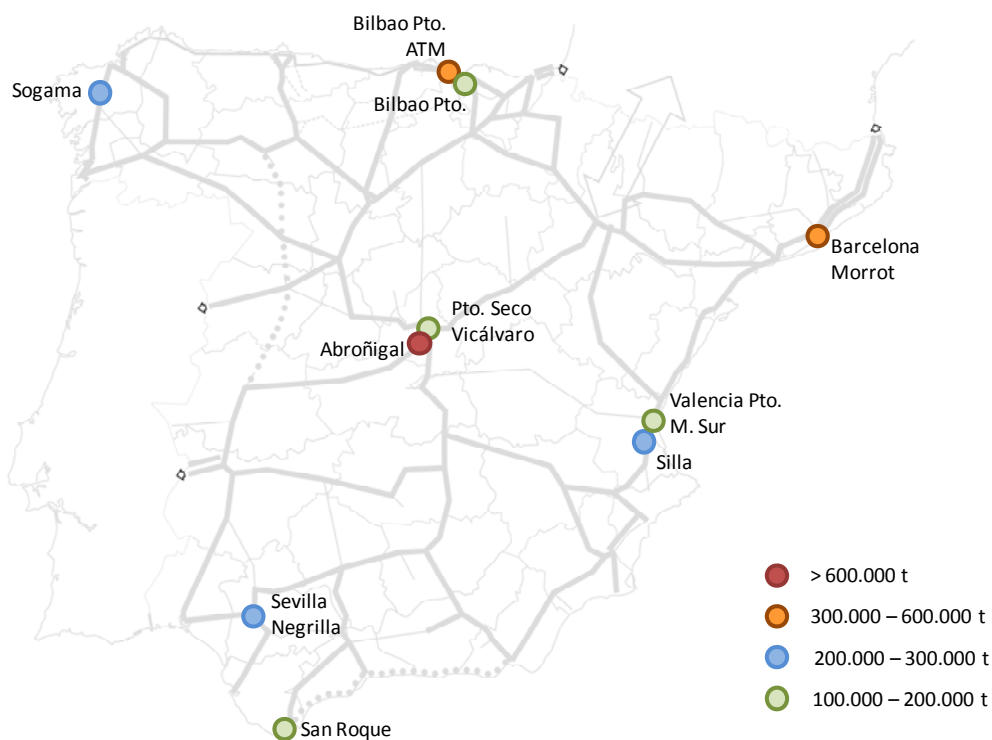 Bilbao Pto.
ATM
Sogama
Bilbao Pto.
Barcelona
Morrot
Pto. Seco
Vicálvaro
Abroñigal
Valencia Pto.
M. Sur
Silla
Sevilla
Negrilla
San Roque
> 600.000 t
300.000 – 600.000 t
200.000 – 300.000 t
100.000 – 200.000 t